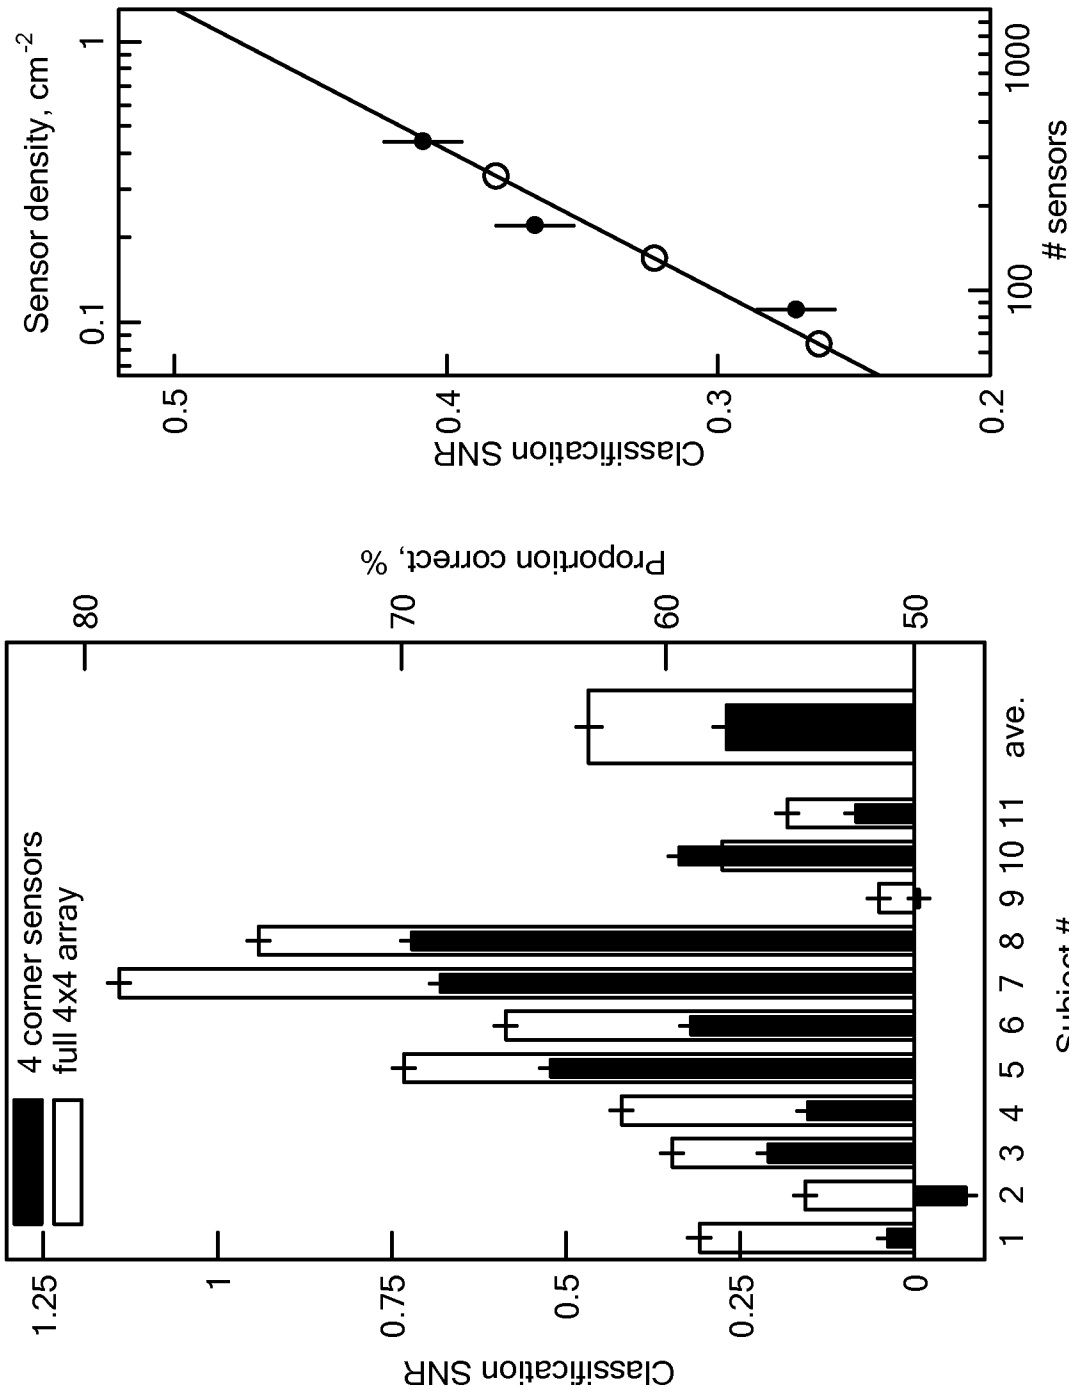 4 corner sensors
full 4x4 array
1.25
1
0.75
0.5
0.25
0
Classification SNR
80
70
60
50
Proportion correct, %
1 2 3 4 5 6 7 8 9 10 11 ave.
Subject #
Sensor density, cm-2
0.1 1
0.5
0.4
0.3
0.2
Classification SNR
100 1000
# sensors